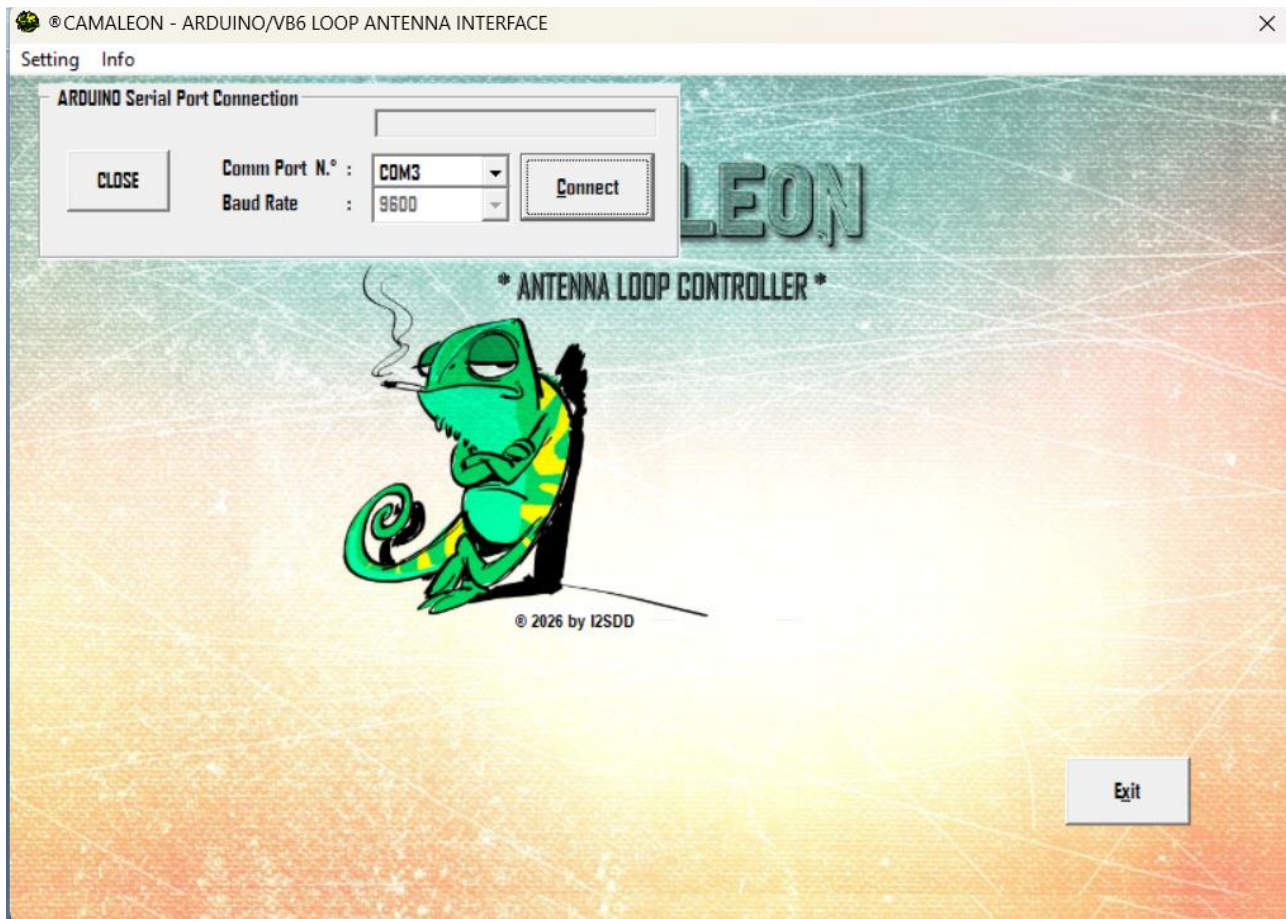 ®CAMALEON - ARDUINO/VB6 LOOP ANTENNA INTERFACE
Setting Info
ARDUINO Serial Port Connection
CLOSE
Comm Port N.° : COM3
Baud Rate : 9600
Connect
LEON
* ANTENNA LOOP CONTROLLER *
® 2026 by I2SDD
Exit